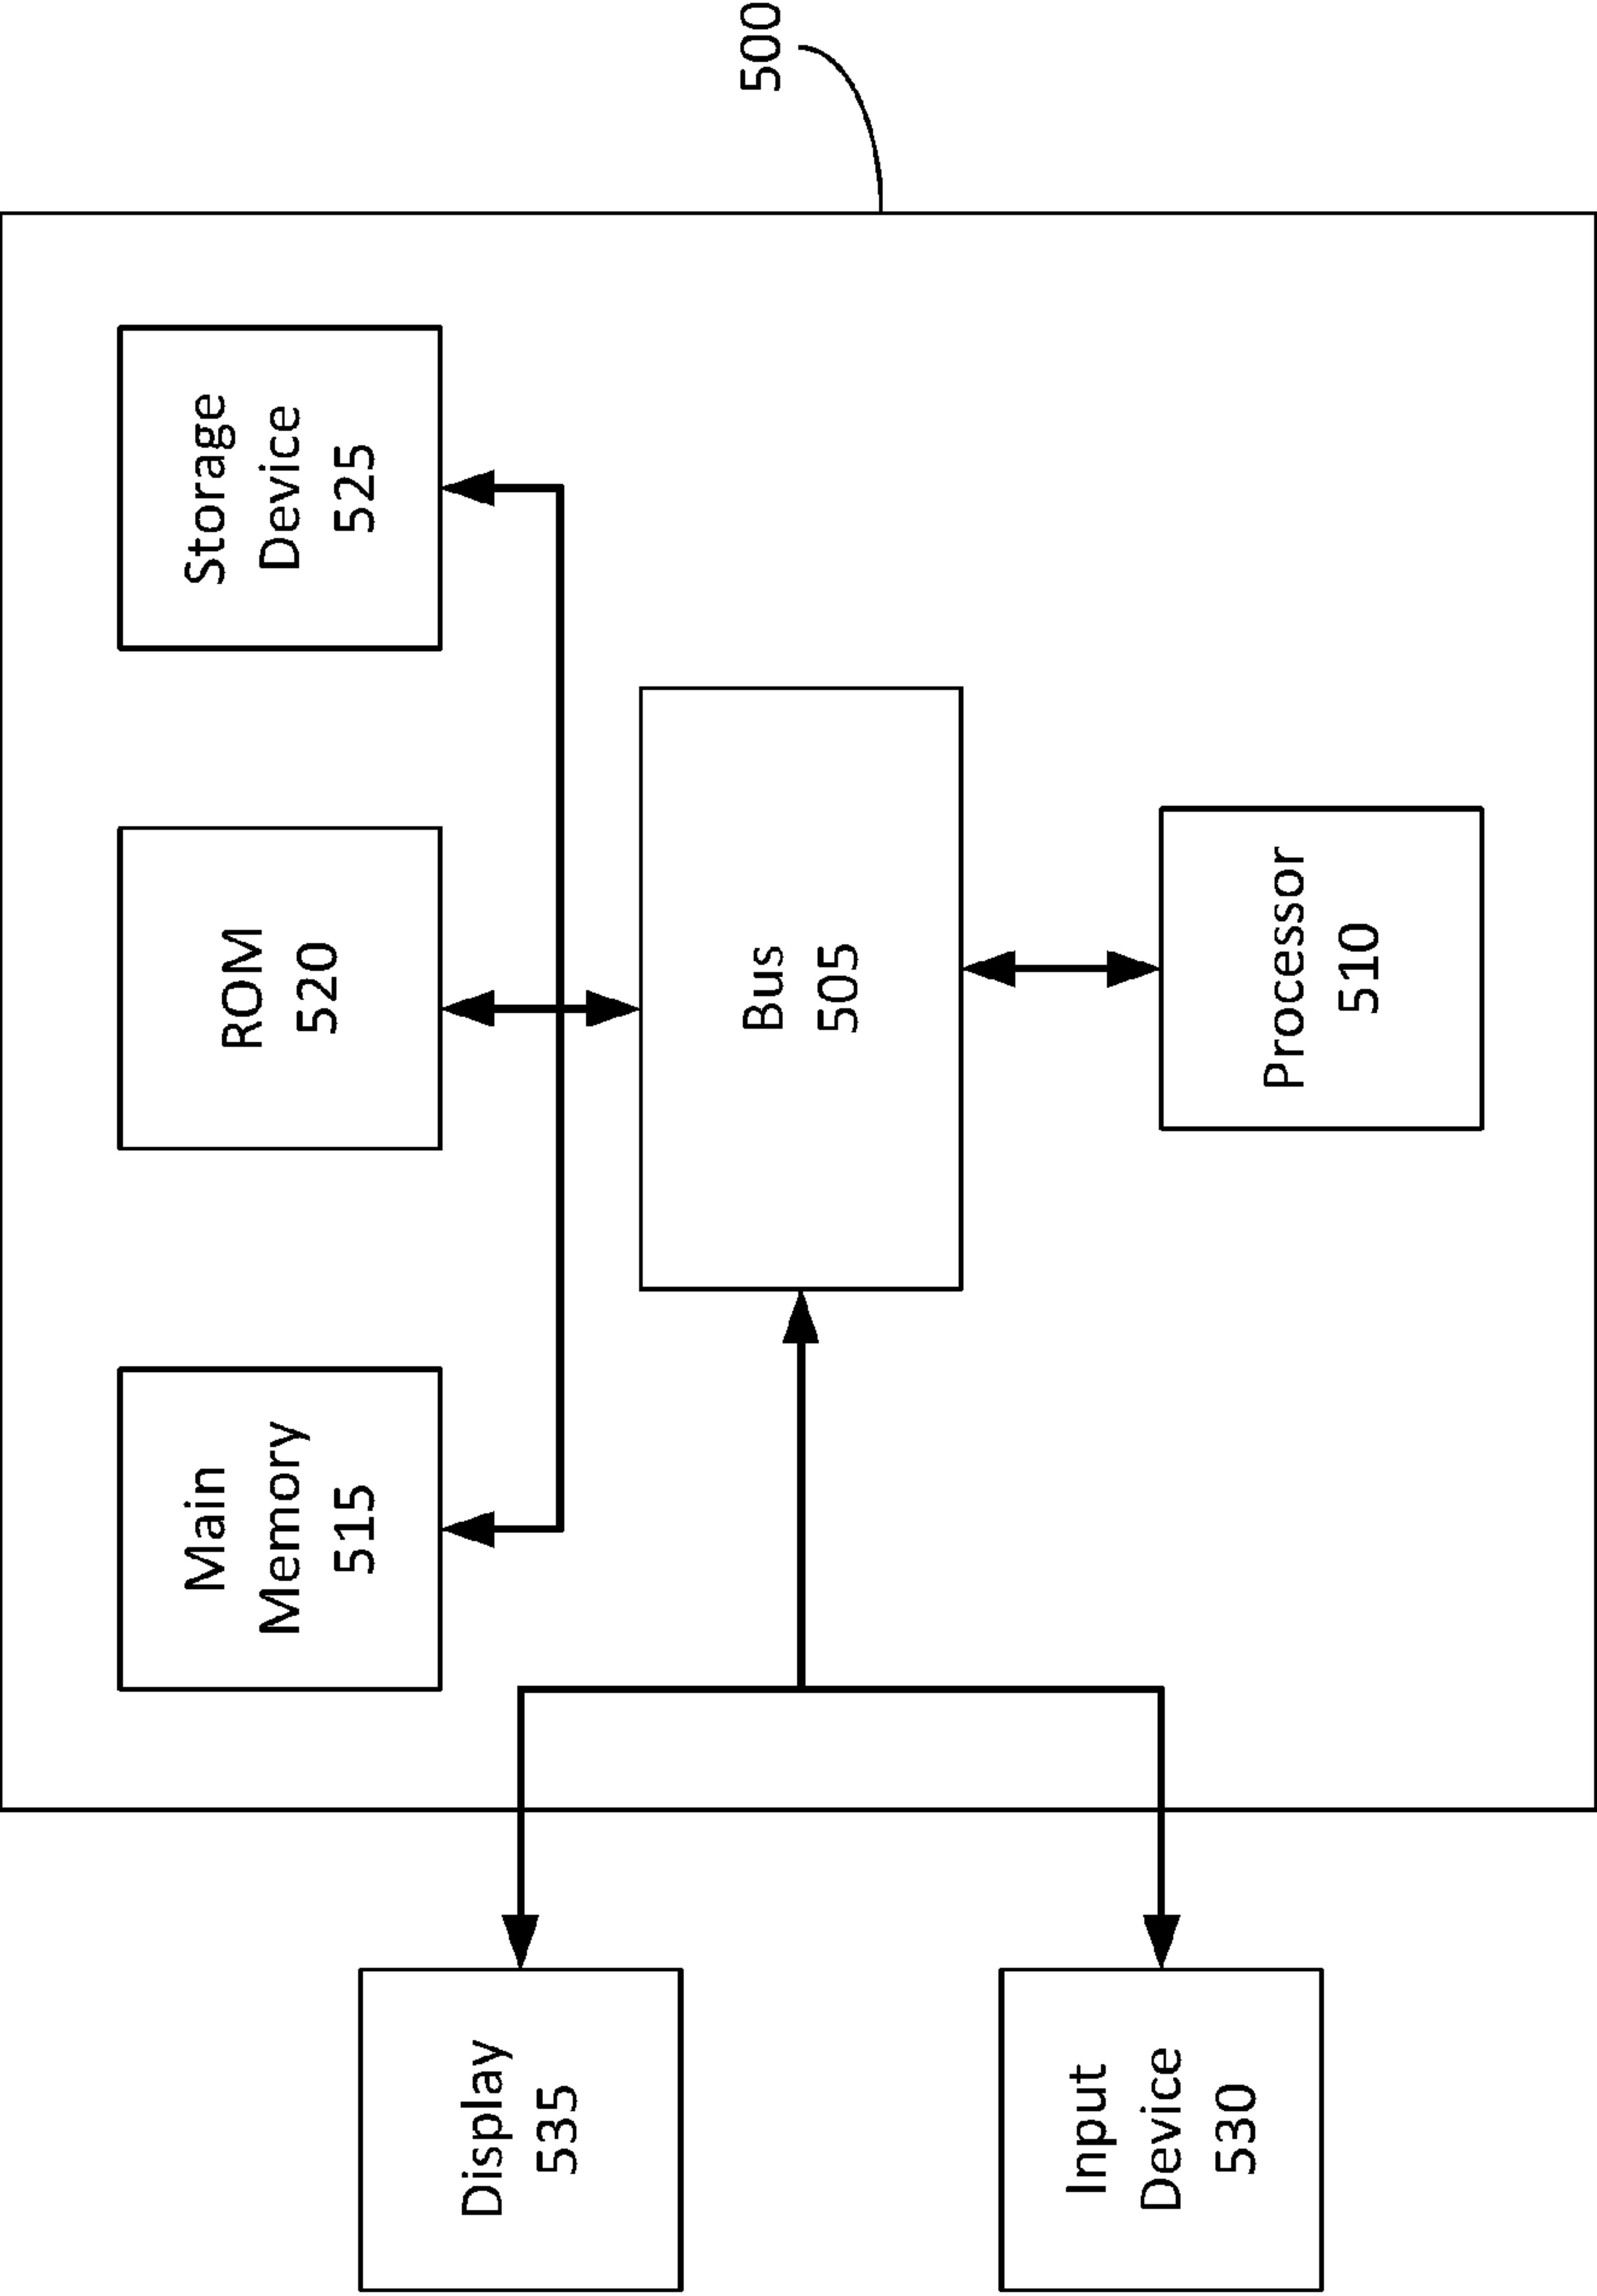 Display
535
Input
Device
530
Main
Memory
515
ROM
520
Storage
Device
525
Bus
505
Processor
510
500